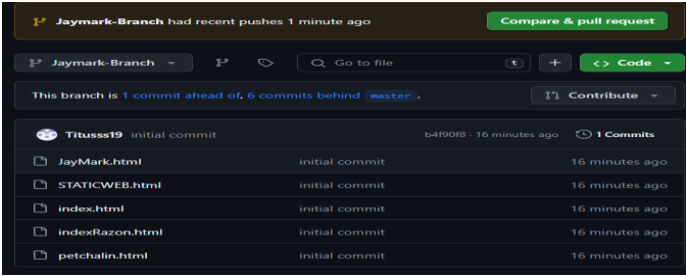 Jaymark-Branch had recent pushes 1 minute ago Compare & pull request
Jaymark-Branch Go to file t + <> Code
This branch is 1 commit ahead of, 6 commits behind master . Contribute
Titusss19 initial commit b4f90f8 · 16 minutes ago 1 Commits
JayMark.html initial commit 16 minutes ago
STATICWEB.html initial commit 16 minutes ago
index.html initial commit 16 minutes ago
indexRazon.html initial commit 16 minutes ago
petchalin.html initial commit 16 minutes ago